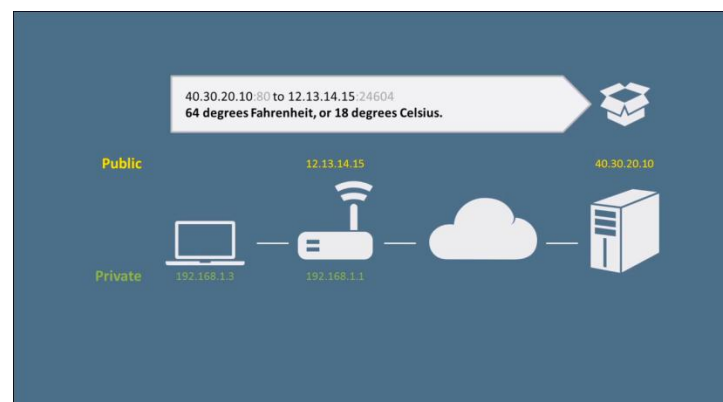 40.30.20.10:80 to 12.13.14.15:24604
64 degrees Fahrenheit, or 18 degrees Celsius.
Public 12.13.14.15 40.30.20.10
Private 192.168.1.3 192.168.1.1